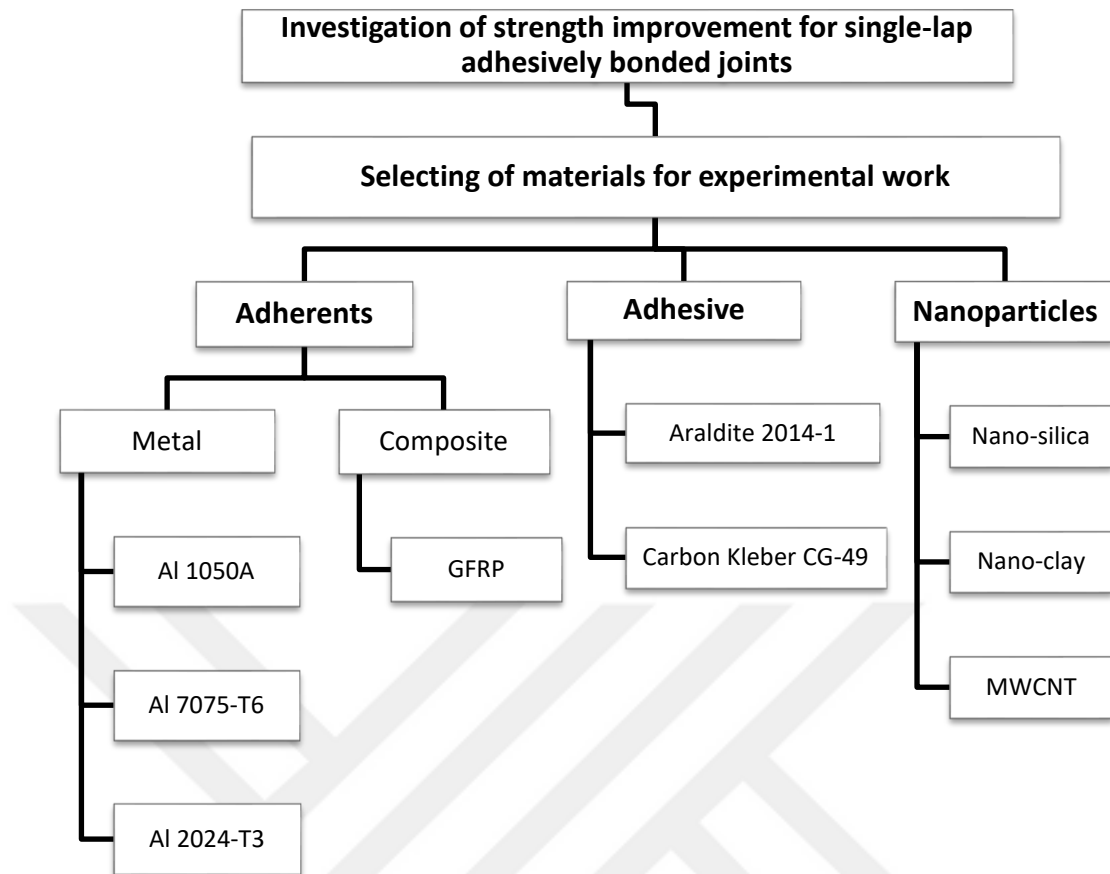 Investigation of strength improvement for single-lap
adhesively bonded joints
Selecting of materials for experimental work
Adherents
Adhesive
Nanoparticles
Metal
Composite
Araldite 2014-1
Nano-silica
Al 1050A
GFRP
Carbon Kleber CG-49
Nano-clay
Al 7075-T6
MWCNT
Al 2024-T3